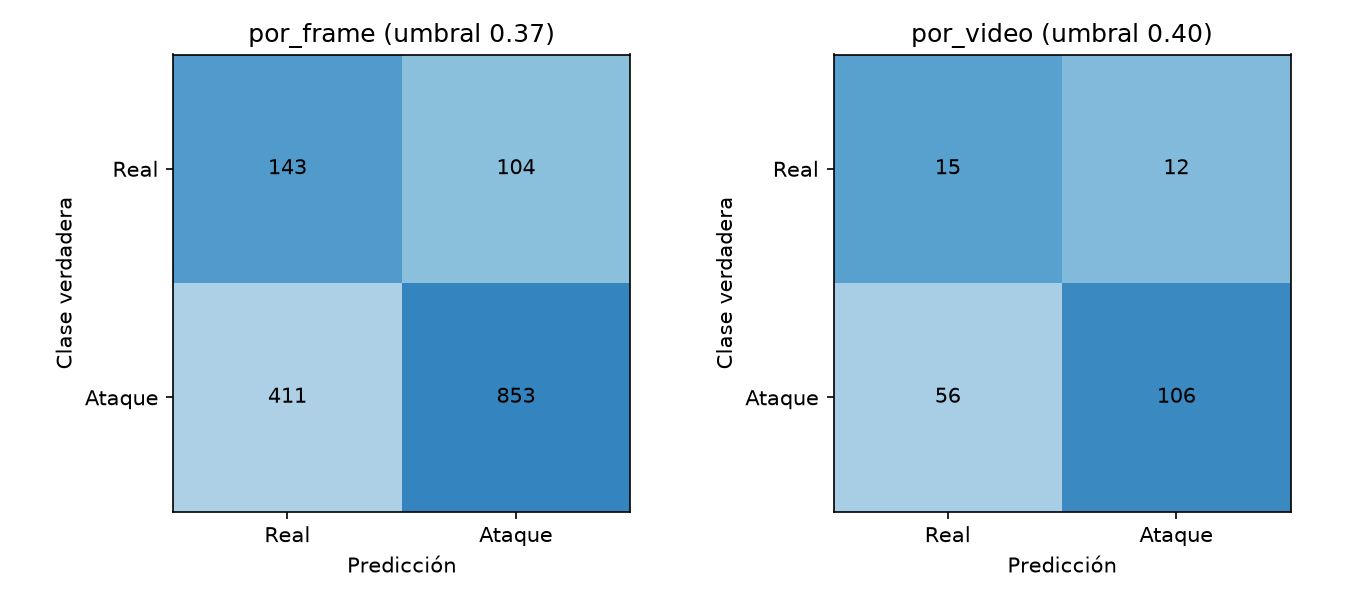 por_frame (umbral 0.37)
Clase verdadera
Real
143
104
Ataque
411
853
Real
Ataque
Predicción
por_video (umbral 0.40)
Clase verdadera
Real
15
12
Ataque
56
106
Real
Ataque
Predicción